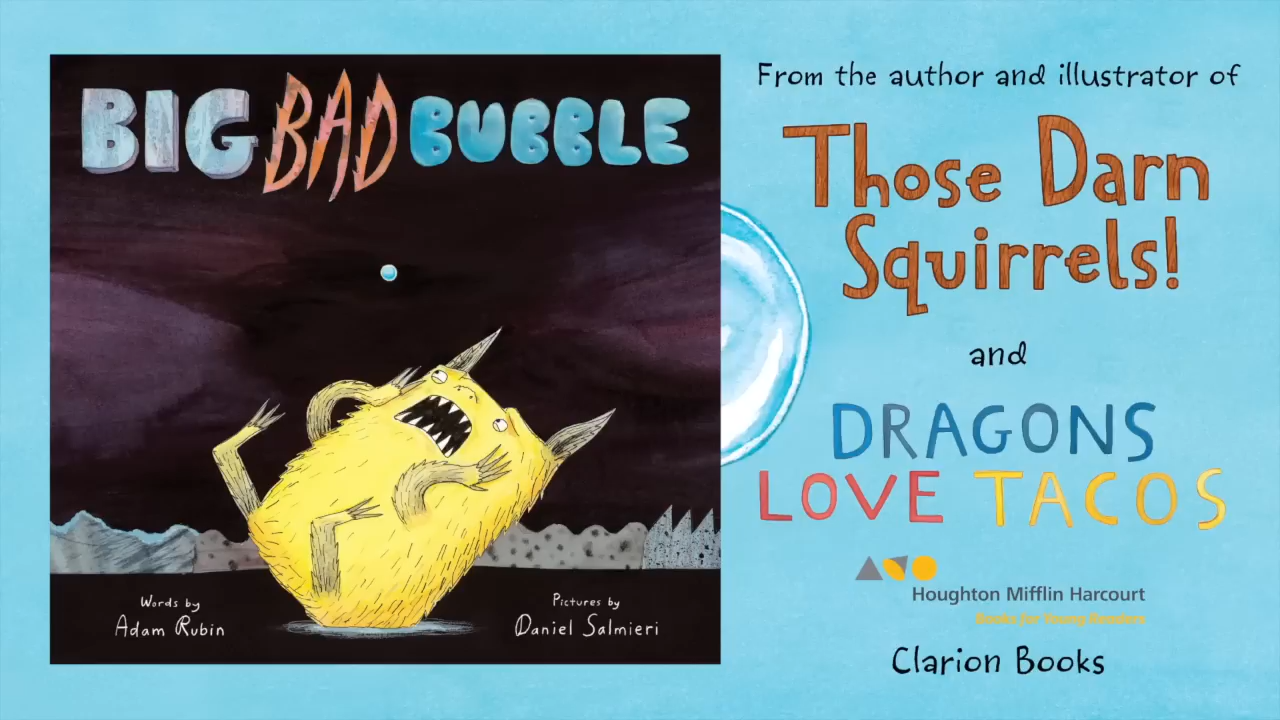 BIG BAD BUBBLE
Words by
Adam Rubin
Pictures by
Daniel Salmieri
From the author and illustrator of
Those Darn
Squirrels!
and
DRAGONS
LOVE TACOS
Houghton Mifflin Harcourt
Books for Young Readers
Clarion Books